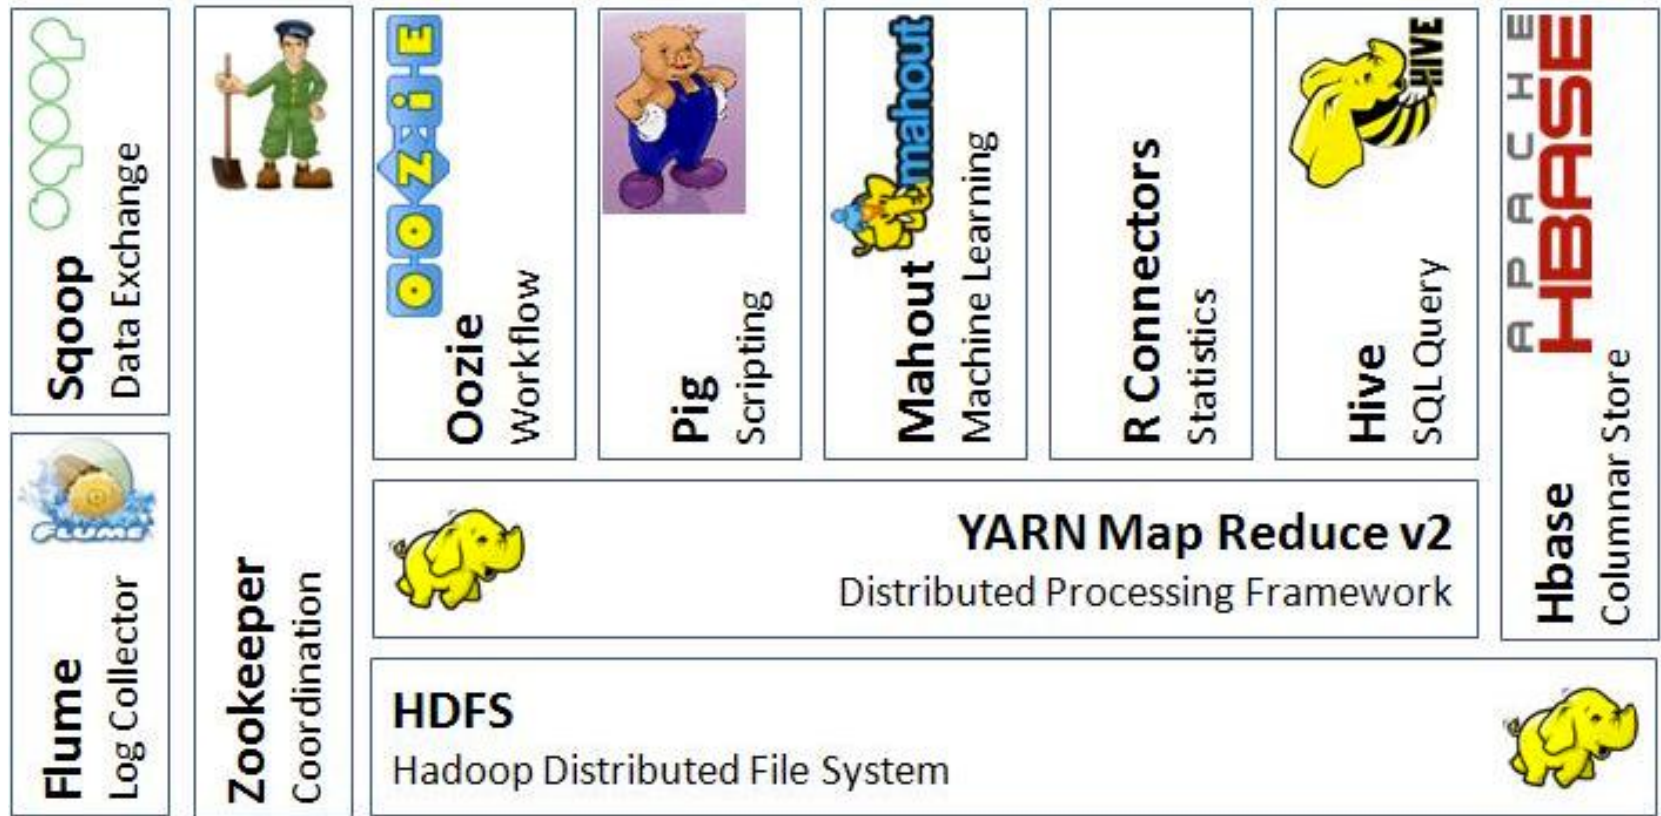 Sqoop
Sqoop
Data Exchange
FLUME
Flume
Log Collector
Zookeeper
Coordination
OOZiE
Oozie
Workflow
Pig
Scripting
mahout
Mahout
Machine Learning
R Connectors
Statistics
HIVE
Hive
SQL Query
APACHE
HBASE
Hbase
Columnar Store
YARN Map Reduce v2
Distributed Processing Framework
HDFS
Hadoop Distributed File System